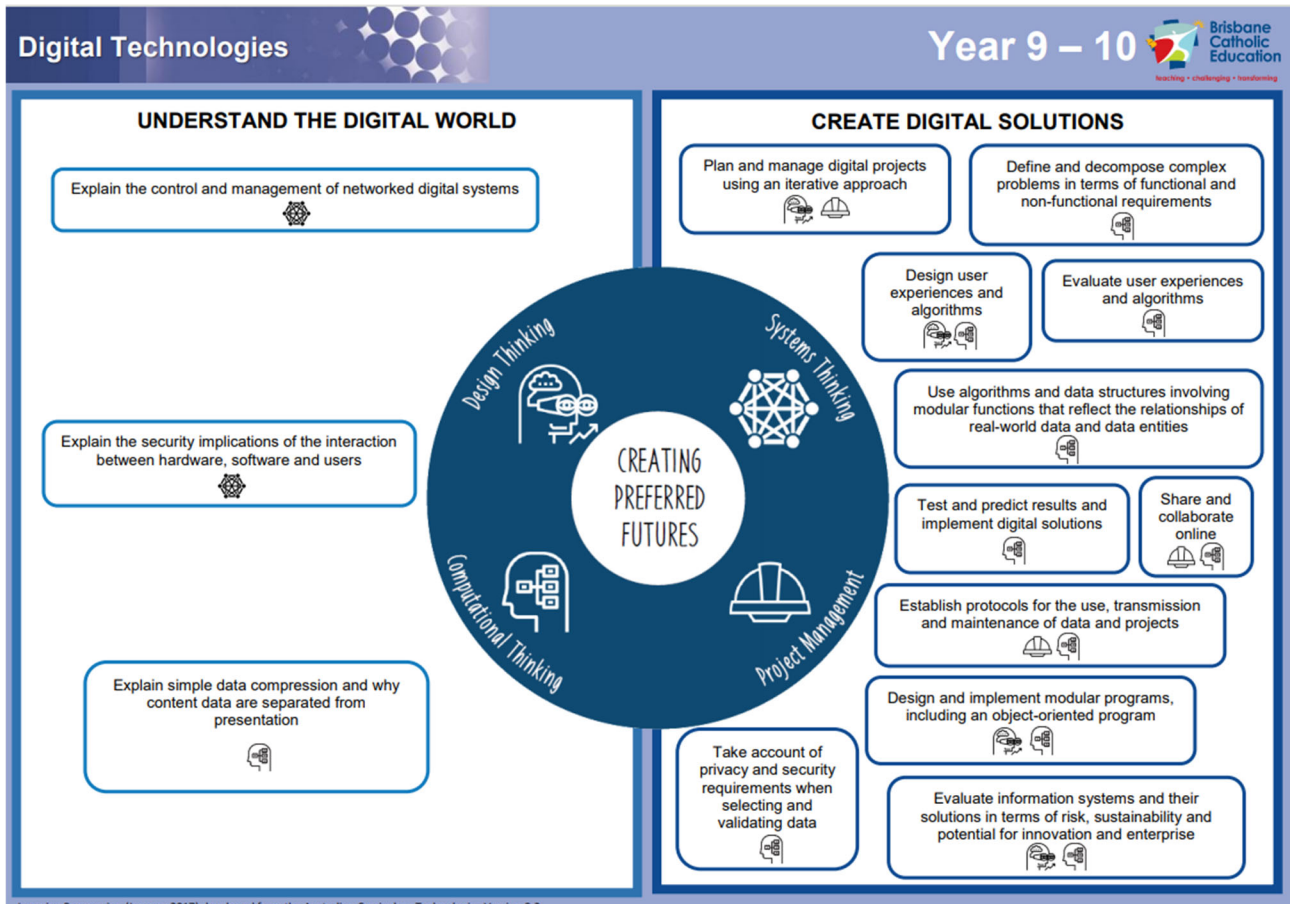 Digital Technologies
Year 9 – 10
Brisbane
Catholic
Education
teaching • challenging • transforming
UNDERSTAND THE DIGITAL WORLD
Explain the control and management of networked digital systems
Explain the security implications of the interaction
between hardware, software and users
Explain simple data compression and why
content data are separated from
presentation
Design Thinking
Systems Thinking
CREATING
PREFERRED
FUTURES
Computational Thinking
Project Management
CREATE DIGITAL SOLUTIONS
Plan and manage digital projects
using an iterative approach
Define and decompose complex
problems in terms of functional and
non-functional requirements
Design user
experiences and
algorithms
Evaluate user experiences
and algorithms
Use algorithms and data structures involving
modular functions that reflect the relationships of
real-world data and data entities
Test and predict results and
implement digital solutions
Share and
collaborate
online
Establish protocols for the use, transmission
and maintenance of data and projects
Design and implement modular programs,
including an object-oriented program
Take account of
privacy and security
requirements when
selecting and
validating data
Evaluate information systems and their
solutions in terms of risk, sustainability and
potential for innovation and enterprise